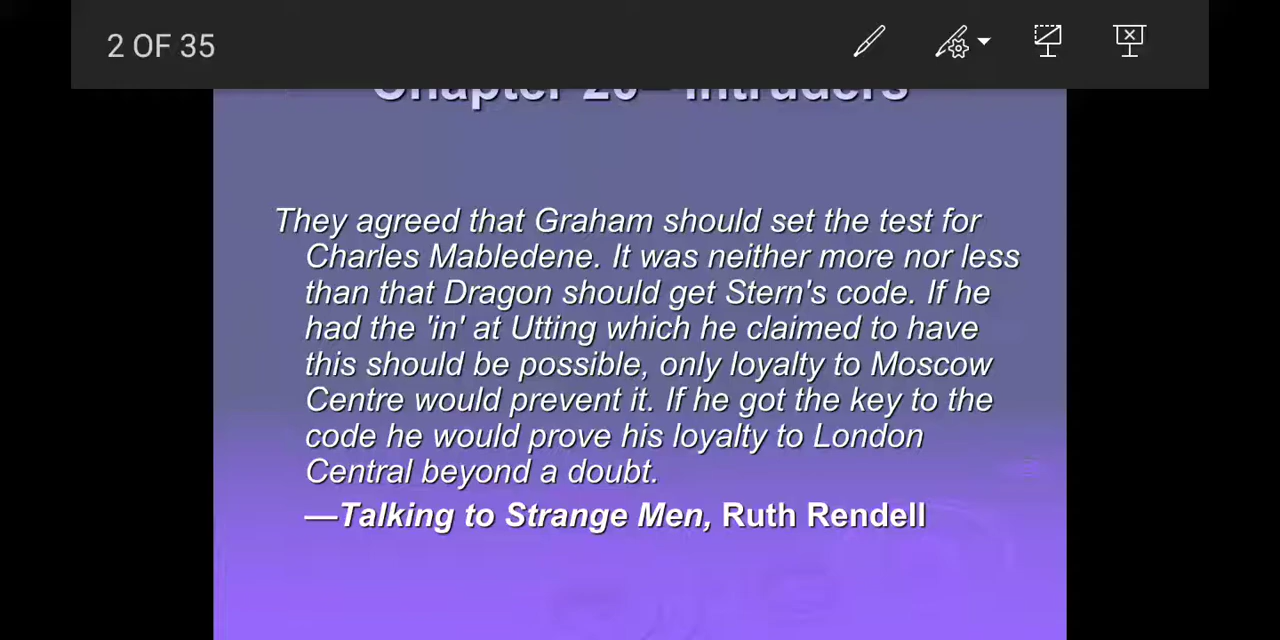 2 OF 35
Chapter 20 – Intruders
They agreed that Graham should set the test for
Charles Mabledene. It was neither more nor less
than that Dragon should get Stern's code. If he
had the 'in' at Utting which he claimed to have
this should be possible, only loyalty to Moscow
Centre would prevent it. If he got the key to the
code he would prove his loyalty to London
Central beyond a doubt.
—Talking to Strange Men, Ruth Rendell